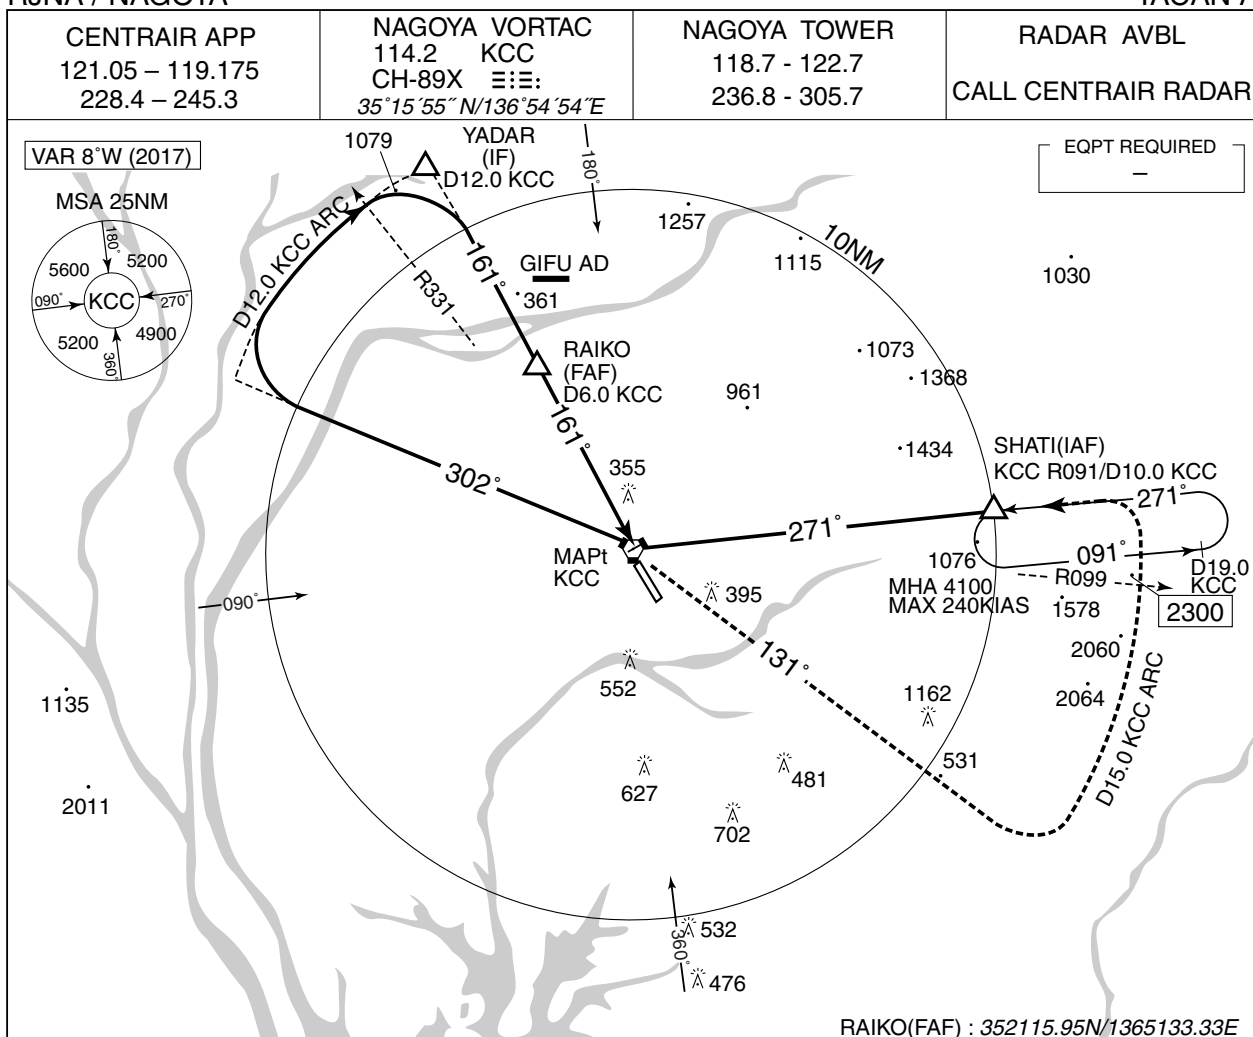 CENTRAIR APP
121.05 – 119.175
228.4 – 245.3
NAGOYA VORTAC
114.2 KCC
CH-89X
35°15´55˝ N/136°54´54˝E
NAGOYA TOWER
118.7 - 122.7
236.8 - 305.7
RADAR AVBL
CALL CENTRAIR RADAR
VAR 8°W (2017)
MSA 25NM
180°
5600
5200
090°
KCC
270°
5200
4900
360°
EQPT REQUIRED
–
1079
YADAR
(IF)
D12.0 KCC
180°
D12.0 KCC ARC
R331
161°
GIFU AD
361
1257
1115
10NM
1030
RAIKO
(FAF)
D6.0 KCC
161°
961
1073
1368
1434
302°
355
SHATI(IAF)
KCC R091/D10.0 KCC
271°
271°
091°
1076
D19.0
KCC
R099
MHA 4100
MAX 240KIAS
1578
2300
MAPt
KCC
395
090°
131°
2060
2064
552
1162
1135
D15.0 KCC ARC
531
2011
627
481
702
360°
532
476
RAIKO(FAF) : 352115.95N/1365133.33E